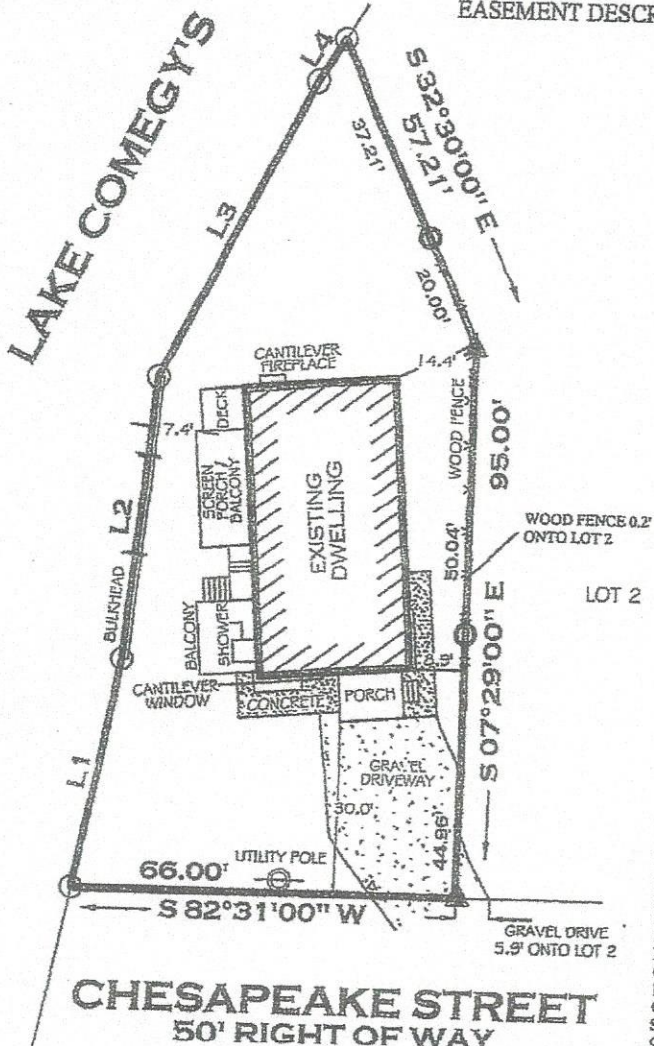 EASEMENT DESCR
LAKE COMEGY'S
L4
S 32°30'00" E
57.21'
37.21'
L3
20.00'
CANTILEVER
FIREPLACE
14.4'
DECK
7.4'
WOOD FENCE
95.00'
SCREEN
PORCH /
BALCONY
EXISTING
DWELLING
L2
WOOD FENCE 0.2'
ONTO LOT 2
50.04'
LOT 2
BULKHEAD
BALCONY
SHOWER
S 07°29'00" E
CANTILEVER
WINDOW
CONCRETE
PORCH
L1
GRAVEL
DRIVEWAY
30.0'
44.96'
66.00'
UTILITY POLE
S 82°31'00" W
GRAVEL DRIVE
5.9' ONTO LOT 2
CHESAPEAKE STREET
50' RIGHT OF WAY